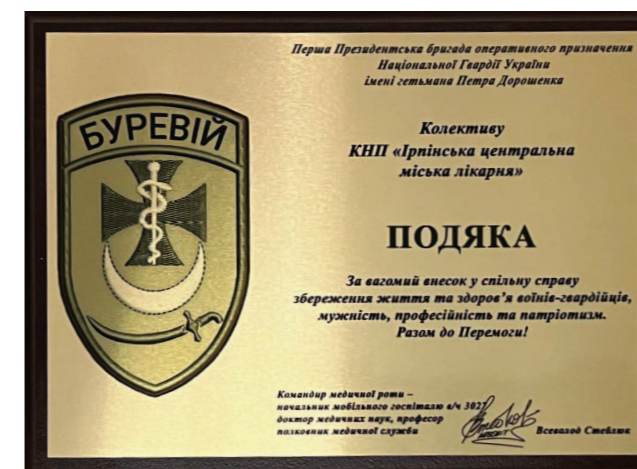 Перша Президентська бригада оперативного призначення
Національної Гвардії України
імені гетьмана Петра Дорошенка
БУРЕВІЙ
Колективу
КНП «Ірпінська центральна
міська лікарня»
ПОДЯКА
За вагомий внесок у спільну справу
збереження життя та здоров’я воїнів-гвардійців,
мужність, професійність та патріотизм.
Разом до Перемоги!
Командир медичної роти –
начальник мобільного госпіталю в/ч 3027
доктор медичних наук, професор
полковник медичної служби
Всеволод Стеблюк